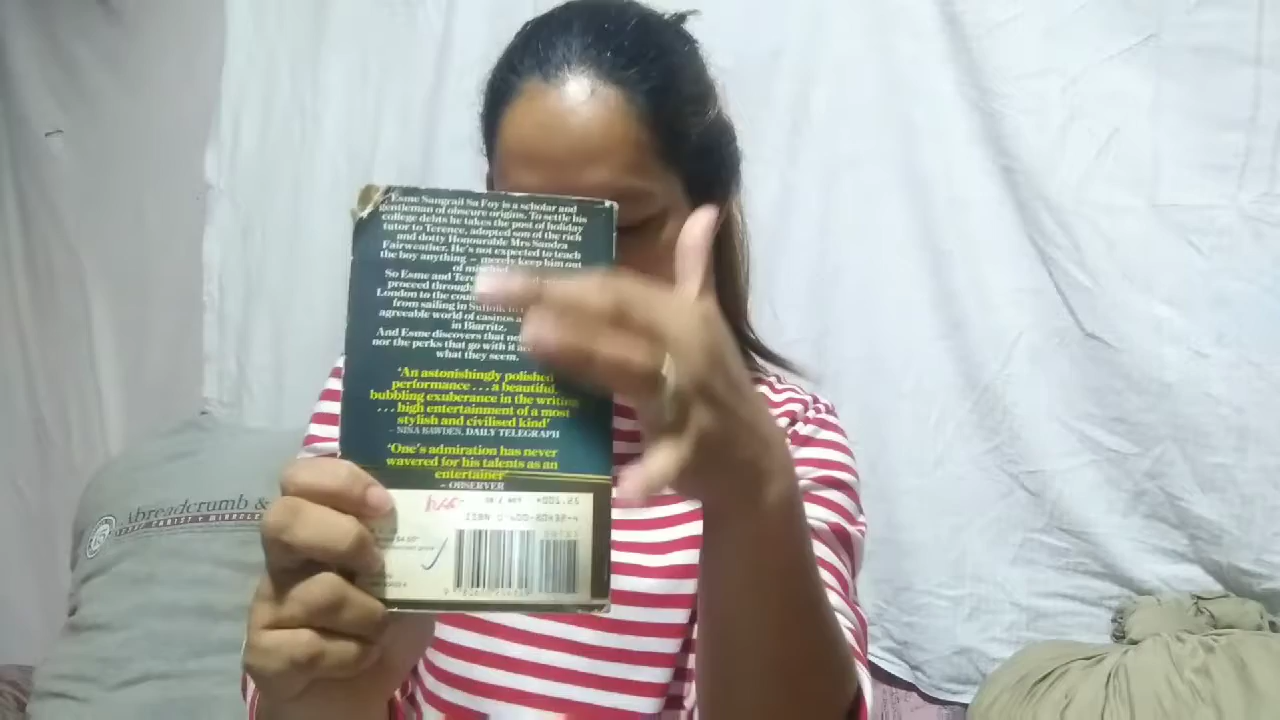 Esme Sangrail Sa Foy is a scholar and
gentleman of obscure origins. To settle his
college debts he takes the post of holiday
tutor to Terence, adopted son of the rich
and dotty Honourable Mrs Sandra
Fairweather. He's not expected to teach
the boy anything – merely keep him out
of mischief.
So Esme and
proceed through
London to the
from sailing in Suffolk
agreeable world of casinos
in Biarritz.
And Esme discovers that
nor the perks that go with it
what they seem.
'An astonishingly polished
performance . . . a beautiful,
bubbling exuberance in the writing
. . . high entertainment of a most
stylish and civilised kind'
– NINA BAWDEN, DAILY TELEGRAPH
'One's admiration has never
wavered for his talents as an
entertainer'
– OBSERVER
Abreadcrumb &